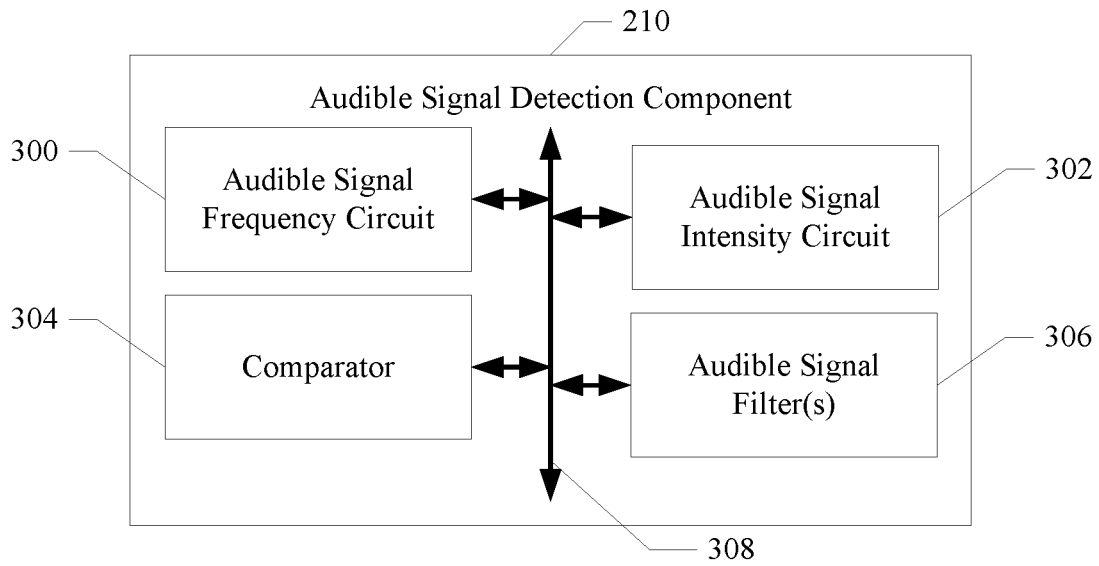 210
Audible Signal Detection Component
300
Audible Signal
Frequency Circuit
302
Audible Signal
Intensity Circuit
304
Comparator
306
Audible Signal
Filter(s)
308